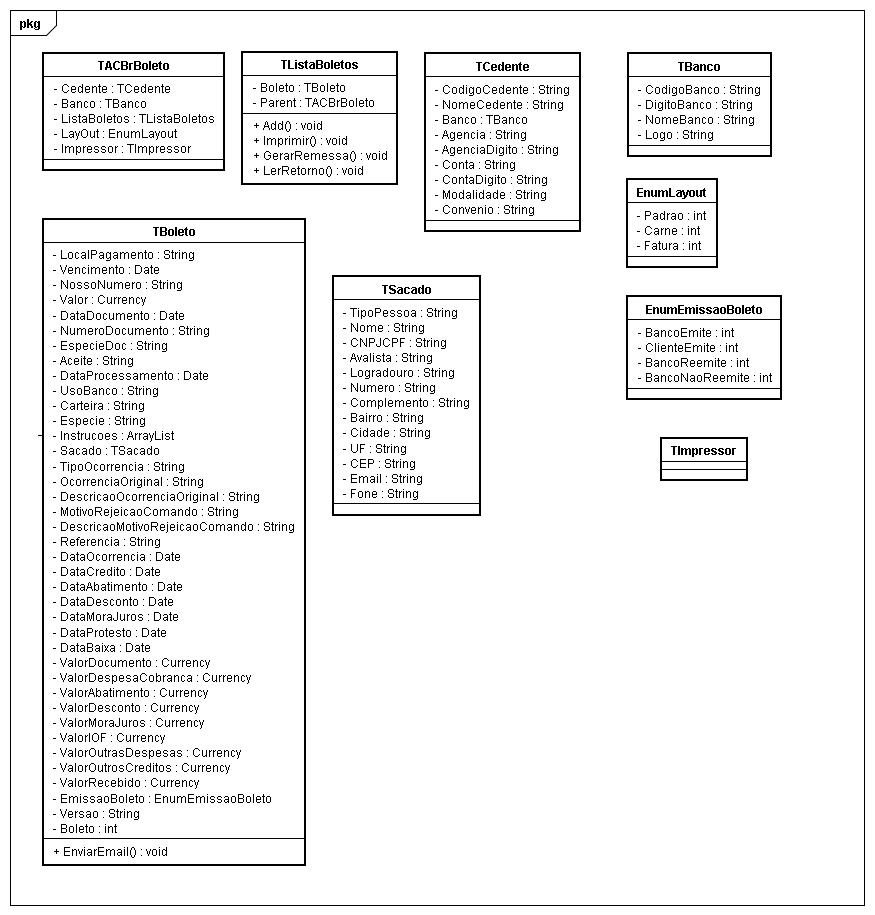 pkg
TACBrBoleto
- Cedente : TCedente
- Banco : TBanco
- ListaBoletos : TListaBoletos
- LayOut : EnumLayout
- Impressor : TImpressor
TListaBoletos
- Boleto : TBoleto
- Parent : TACBrBoleto
+ Add() : void
+ Imprimir() : void
+ GerarRemessa() : void
+ LerRetorno() : void
TCedente
- CodigoCedente : String
- NomeCedente : String
- Banco : TBanco
- Agencia : String
- AgenciaDigito : String
- Conta : String
- ContaDigito : String
- Modalidade : String
- Convenio : String
TBanco
- CodigoBanco : String
- DigitoBanco : String
- NomeBanco : String
- Logo : String
EnumLayout
- Padrao : int
- Carne : int
- Fatura : int
TBoleto
- LocalPagamento : String
- Vencimento : Date
- NossoNumero : String
- Valor : Currency
- DataDocumento : Date
- NumeroDocumento : String
- EspecieDoc : String
- Aceite : String
- DataProcessamento : Date
- UsoBanco : String
- Carteira : String
- Especie : String
- Instrucoes : ArrayList
- Sacado : TSacado
- TipoOcorrencia : String
- OcorrenciaOriginal : String
- DescricaoOcorrenciaOriginal : String
- MotivoRejeicaoComando : String
- DescricaoMotivoRejeicaoComando : String
- Referencia : String
- DataOcorrencia : Date
- DataCredito : Date
- DataAbatimento : Date
- DataDesconto : Date
- DataMoraJuros : Date
- DataProtesto : Date
- DataBaixa : Date
- ValorDocumento : Currency
- ValorDespesaCobranca : Currency
- ValorAbatimento : Currency
- ValorDesconto : Currency
- ValorMoraJuros : Currency
- ValorIOF : Currency
- ValorOutrasDespesas : Currency
- ValorOutrosCreditos : Currency
- ValorRecebido : Currency
- EmissaoBoleto : EnumEmissaoBoleto
- Versao : String
- Boleto : int
+ EnviarEmail() : void
TSacado
- TipoPessoa : String
- Nome : String
- CNPJCPF : String
- Avalista : String
- Logradouro : String
- Numero : String
- Complemento : String
- Bairro : String
- Cidade : String
- UF : String
- CEP : String
- Email : String
- Fone : String
EnumEmissaoBoleto
- BancoEmite : int
- ClienteEmite : int
- BancoReemite : int
- BancoNaoReemite : int
TImpressor